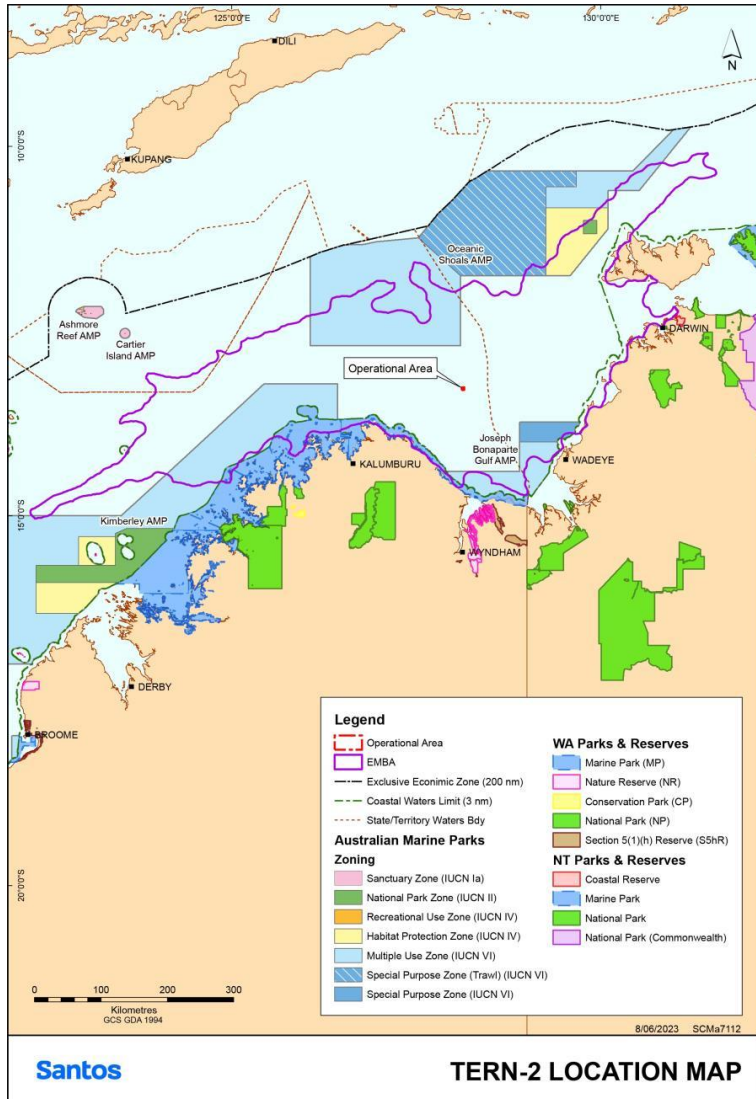 125°0'0"E
130°0'0"E
DILI
N
10°0'0"S
KUPANG
Oceanic
Shoals AMP
Ashmore
Reef AMP
Cartier
Island AMP
DARWIN
Operational Area
Joseph
Bonaparte
Gulf AMP
WADEYE
KALUMBURU
15°0'0"S
Kimberley AMP
WYNDHAM
DERBY
BROOME
20°0'0"S
Legend
Operational Area
EMBA
Exclusive Econimic Zone (200 nm)
Coastal Waters Limit (3 nm)
State/Territory Waters Bdy
Australian Marine Parks
Zoning
Sanctuary Zone (IUCN Ia)
National Park Zone (IUCN II)
Recreational Use Zone (IUCN IV)
Habitat Protection Zone (IUCN IV)
Multiple Use Zone (IUCN VI)
Special Purpose Zone (Trawl) (IUCN VI)
Special Purpose Zone (IUCN VI)
WA Parks & Reserves
Marine Park (MP)
Nature Reserve (NR)
Conservation Park (CP)
National Park (NP)
Section 5(1)(h) Reserve (S5hR)
NT Parks & Reserves
Coastal Reserve
Marine Park
National Park
National Park (Commonwealth)
0 100 200 300
Kilometres
GCS GDA 1994
8/06/2023 SCMa7112
Santos
TERN-2 LOCATION MAP